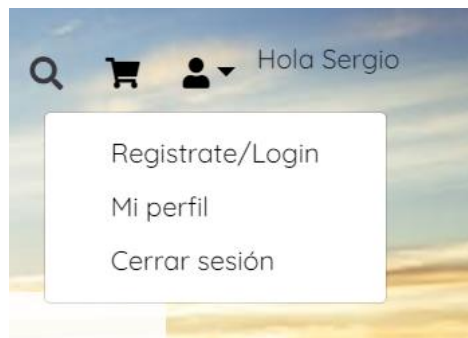 Hola Sergio
Registrate/Login
Mi perfil
Cerrar sesión